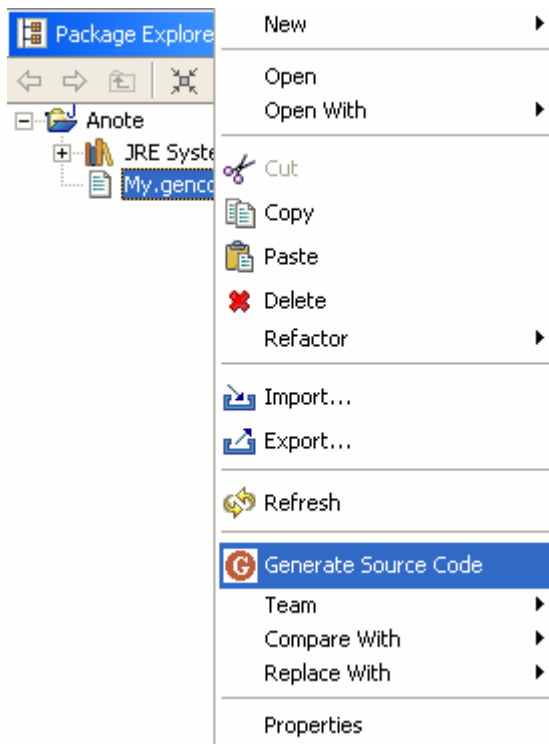 Package Explore
Anote
JRE Syste
My.genco
New
Open
Open With
Cut
Copy
Paste
Delete
Refactor
Import...
Export...
Refresh
G Generate Source Code
Team
Compare With
Replace With
Properties